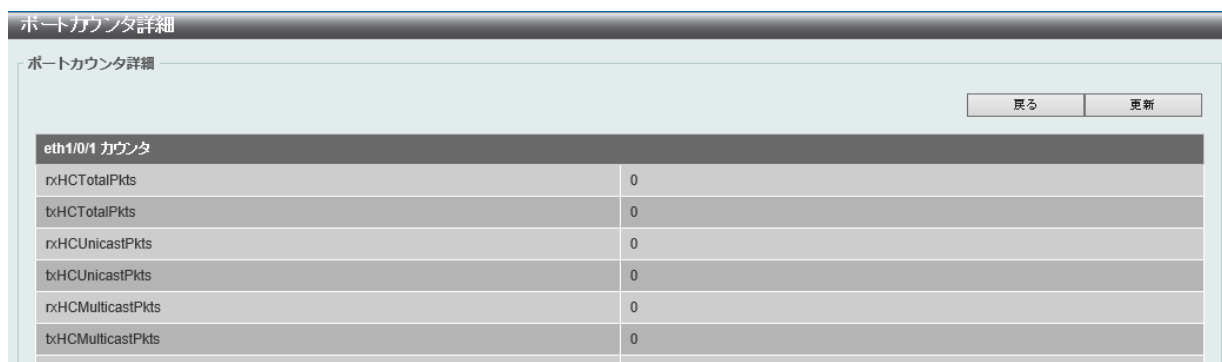 ポートカウンタ詳細
ポートカウンタ詳細
戻る 更新
eth1/0/1 カウンタ
rxHCTotalPkts 0
txHCTotalPkts 0
rxHCUnicastPkts 0
txHCUnicastPkts 0
rxHCMulticastPkts 0
txHCMulticastPkts 0